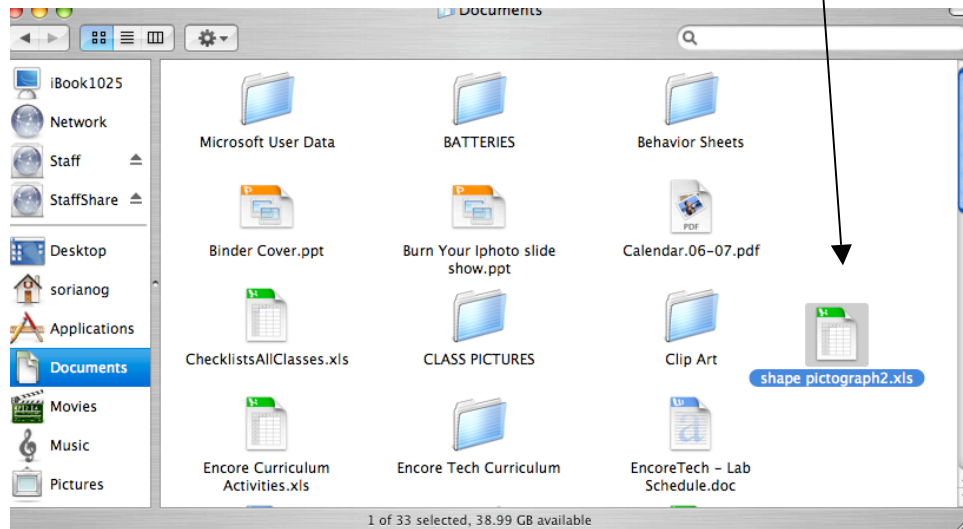 Documents
iBook1025
Network
Staff
StaffShare
Desktop
sorianog
Applications
Documents
Movies
Music
Pictures
Microsoft User Data
BATTERIES
Behavior Sheets
Binder Cover.ppt
Burn Your Iphoto slide
show.ppt
PDF
Calendar.06-07.pdf
ChecklistsAllClasses.xls
CLASS PICTURES
Clip Art
shape pictograph2.xls
Encore Curriculum
Activities.xls
Encore Tech Curriculum
EncoreTech - Lab
Schedule.doc
1 of 33 selected, 38.99 GB available